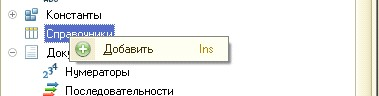 Константы
Справочники
Добавить Ins
Доку
Нумераторы
Последовательности